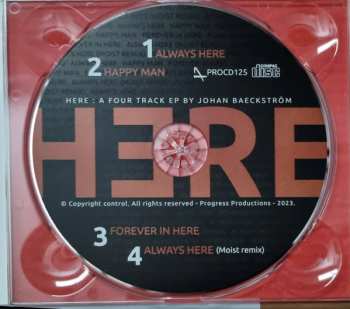 1 ALWAYS HERE
2 HAPPY MAN
PROCD125
COMPACT
disc
HERE : A FOUR TRACK EP BY JOHAN BAECKSTRÖM
HERE
© Copyright control, All rights reserved - Progress Productions - 2023.
3 FOREVER IN HERE
4 ALWAYS HERE (Moist remix)